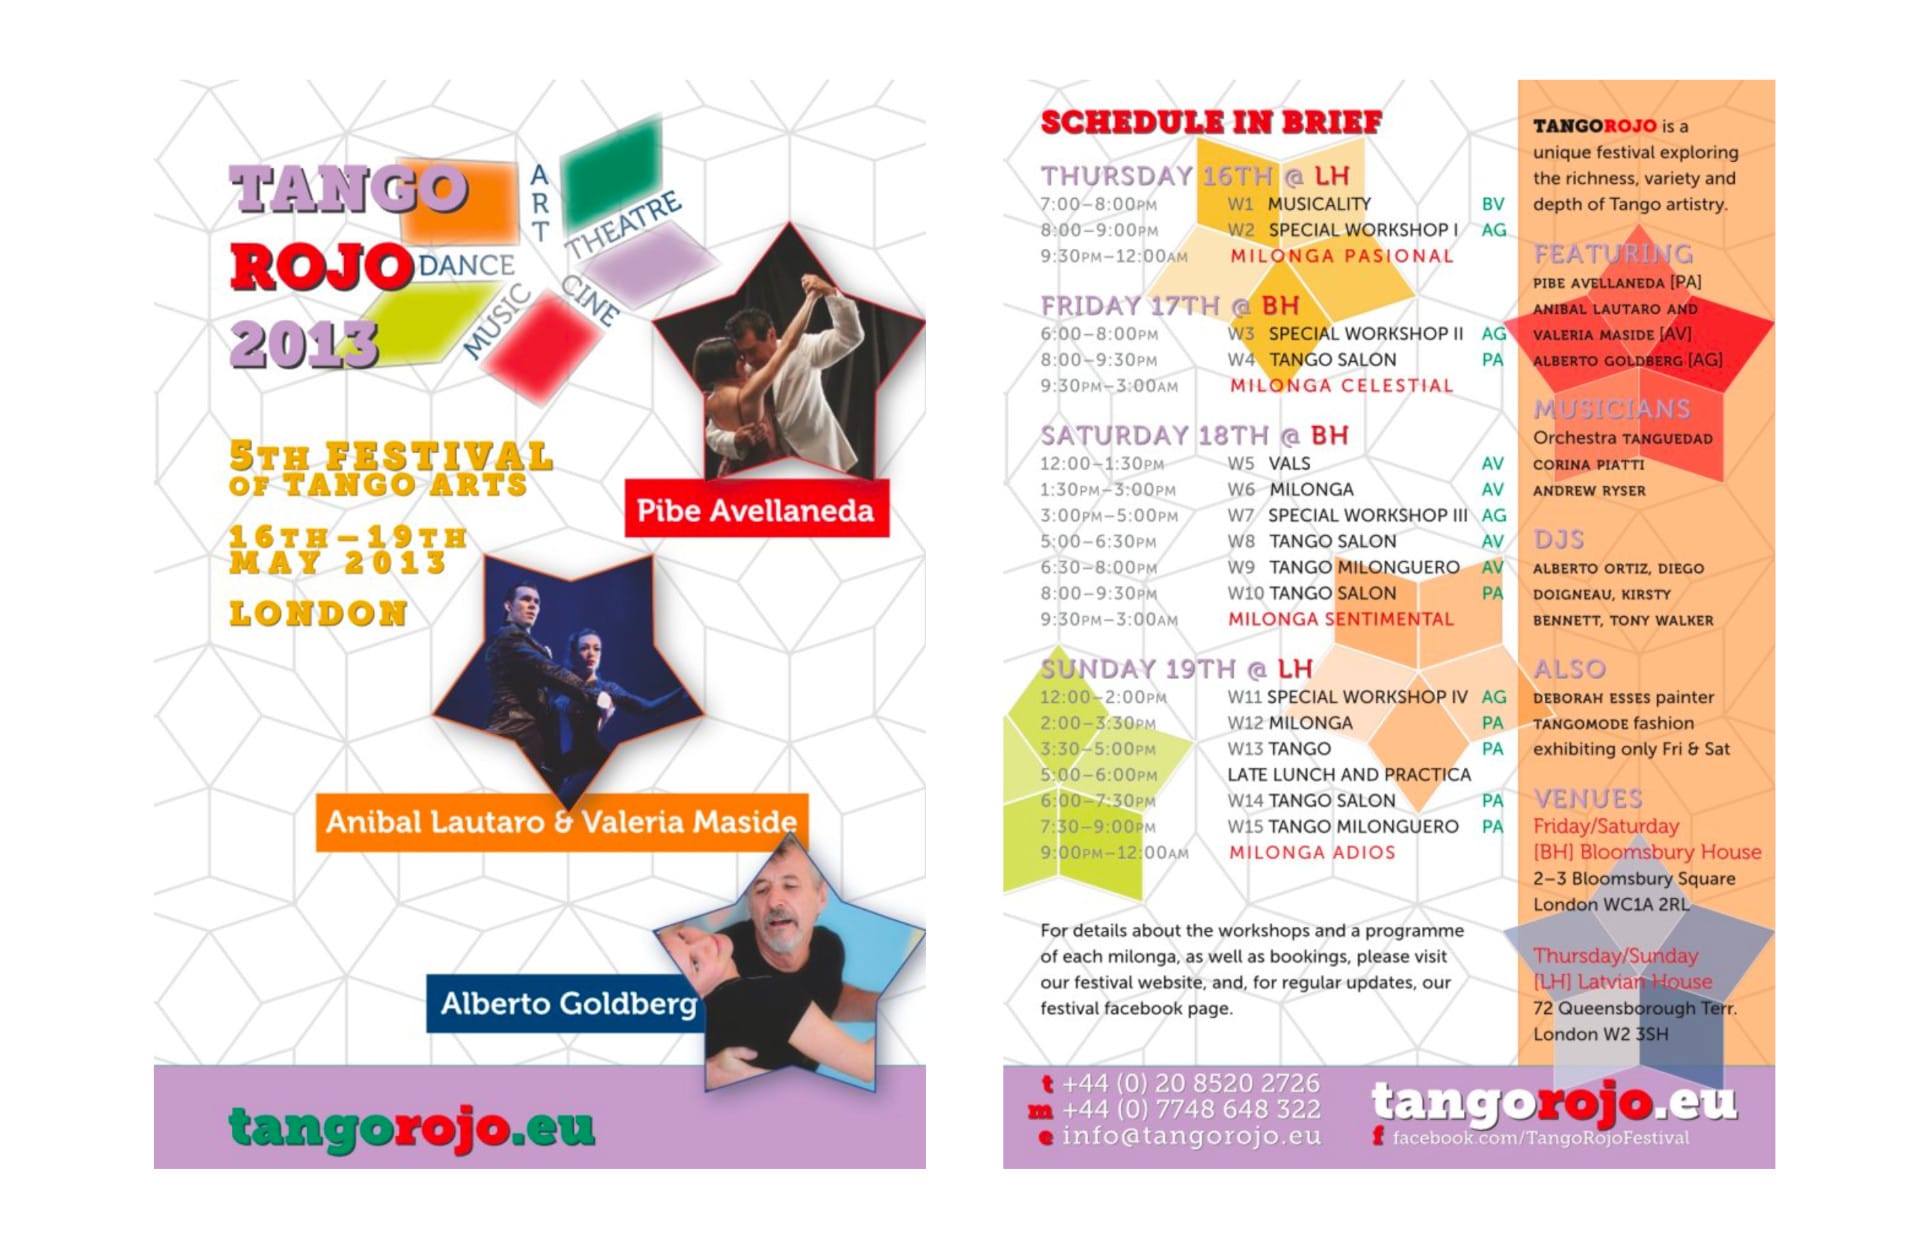 TANGO
ROJO
2013
ART
THEATRE
DANCE
MUSIC
CINE
5TH FESTIVAL
OF TANGO ARTS
16TH–19TH
MAY 2013
LONDON
Pibe Avellaneda
Anibal Lautaro & Valeria Maside
Alberto Goldberg
tangorojo.eu
SCHEDULE IN BRIEF
THURSDAY 16TH @ LH
7:00–8:00PM W1 MUSICALITY BV
8:00–9:00PM W2 SPECIAL WORKSHOP I AG
9:30PM–12:00AM MILONGA PASIONAL
FRIDAY 17TH @ BH
6:00–8:00PM W3 SPECIAL WORKSHOP II AG
8:00–9:30PM W4 TANGO SALON PA
9:30PM–3:00AM MILONGA CELESTIAL
SATURDAY 18TH @ BH
12:00–1:30PM W5 VALS AV
1:30PM–3:00PM W6 MILONGA AV
3:00PM–5:00PM W7 SPECIAL WORKSHOP III AG
5:00–6:30PM W8 TANGO SALON AV
6:30–8:00PM W9 TANGO MILONGUERO AV
8:00–9:30PM W10 TANGO SALON PA
9:30PM–3:00AM MILONGA SENTIMENTAL
SUNDAY 19TH @ LH
12:00–2:00PM W11 SPECIAL WORKSHOP IV AG
2:00–3:30PM W12 MILONGA PA
3:30–5:00PM W13 TANGO PA
5:00–6:00PM LATE LUNCH AND PRACTICA
6:00–7:30PM W14 TANGO SALON PA
7:30–9:00PM W15 TANGO MILONGUERO PA
9:00PM–12:00AM MILONGA ADIOS
For details about the workshops and a programme
of each milonga, as well as bookings, please visit
our festival website, and, for regular updates, our
festival facebook page.
TANGOROJO is a
unique festival exploring
the richness, variety and
depth of Tango artistry.
FEATURING
PIBE AVELLANEDA [PA]
ANIBAL LAUTARO AND
VALERIA MASIDE [AV]
ALBERTO GOLDBERG [AG]
MUSICIANS
Orchestra TANGUEDAD
CORINA PIATTI
ANDREW RYSER
DJS
ALBERTO ORTIZ, DIEGO
DOIGNEAU, KIRSTY
BENNETT, TONY WALKER
ALSO
DEBORAH ESSES painter
TANGOMODE fashion
exhibiting only Fri & Sat
VENUES
Friday/Saturday
[BH] Bloomsbury House
2–3 Bloomsbury Square
London WC1A 2RL
Thursday/Sunday
[LH] Latvian House
72 Queensborough Terr.
London W2 3SH
t +44 (0) 20 8520 2726
m +44 (0) 7748 648 322
e info@tangorojo.eu
tangorojo.eu
f facebook.com/TangoRojoFestival